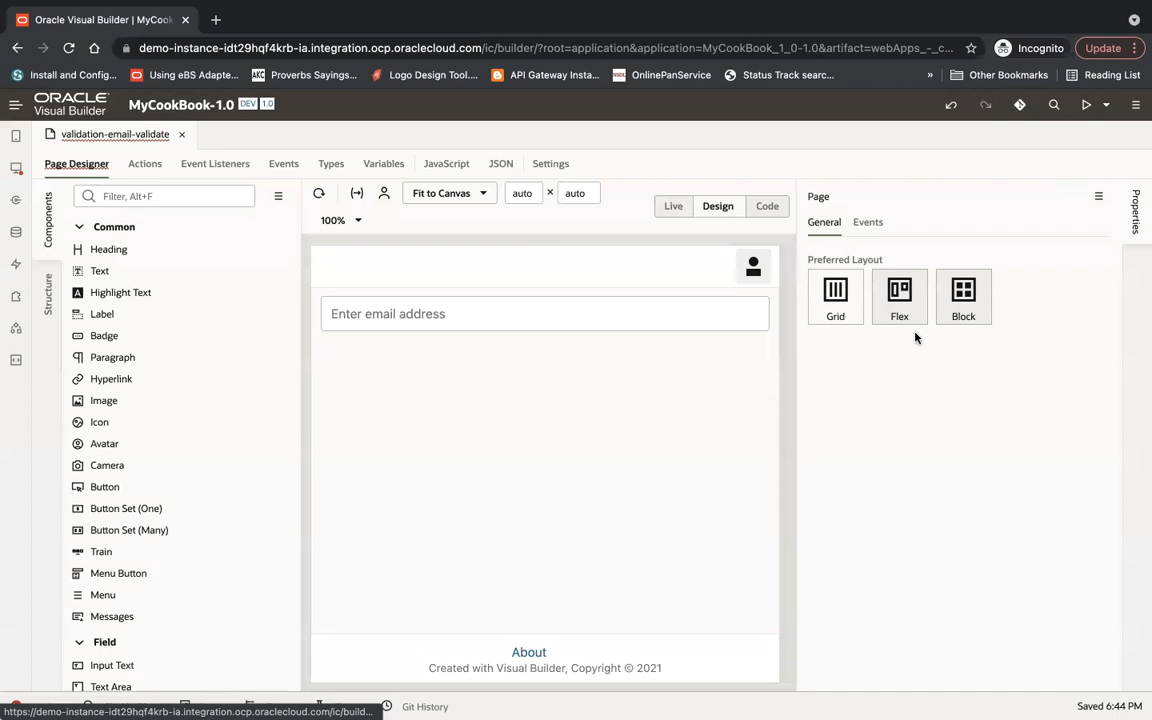 Oracle Visual Builder | MyCook
demo-instance-idt29hqf4krb-ia.integration.ocp.oraclecloud.com/ic/builder/?root=application&application=MyCookBook_1_0-1.0&artifact=webApps_-_c...
Incognito
Update
Install and Config...
Using eBS Adapte...
AKC
Proverbs Sayings...
Logo Design Tool....
API Gateway Insta...
OnlinePanService
Status Track searc...
»
Other Bookmarks
Reading List
ORACLE
Visual Builder
MyCookBook-1.0
DEV
1.0
validation-email-validate
Page Designer
Actions
Event Listeners
Events
Types
Variables
JavaScript
JSON
Settings
Components
Structure
Filter, Alt+F
Fit to Canvas
auto
×
auto
100%
Live
Design
Code
Page
General
Events
Properties
Preferred Layout
Grid
Flex
Block
Common
Heading
Text
Highlight Text
Label
Badge
Paragraph
Hyperlink
Image
Icon
Avatar
Camera
Button
Button Set (One)
Button Set (Many)
Train
Menu Button
Menu
Messages
Field
Input Text
Text Area
Enter email address
About
Created with Visual Builder, Copyright © 2021
Git History
Saved 6:44 PM
https://demo-instance-idt29hqf4krb-ia.integration.ocp.oraclecloud.com/ic/build...